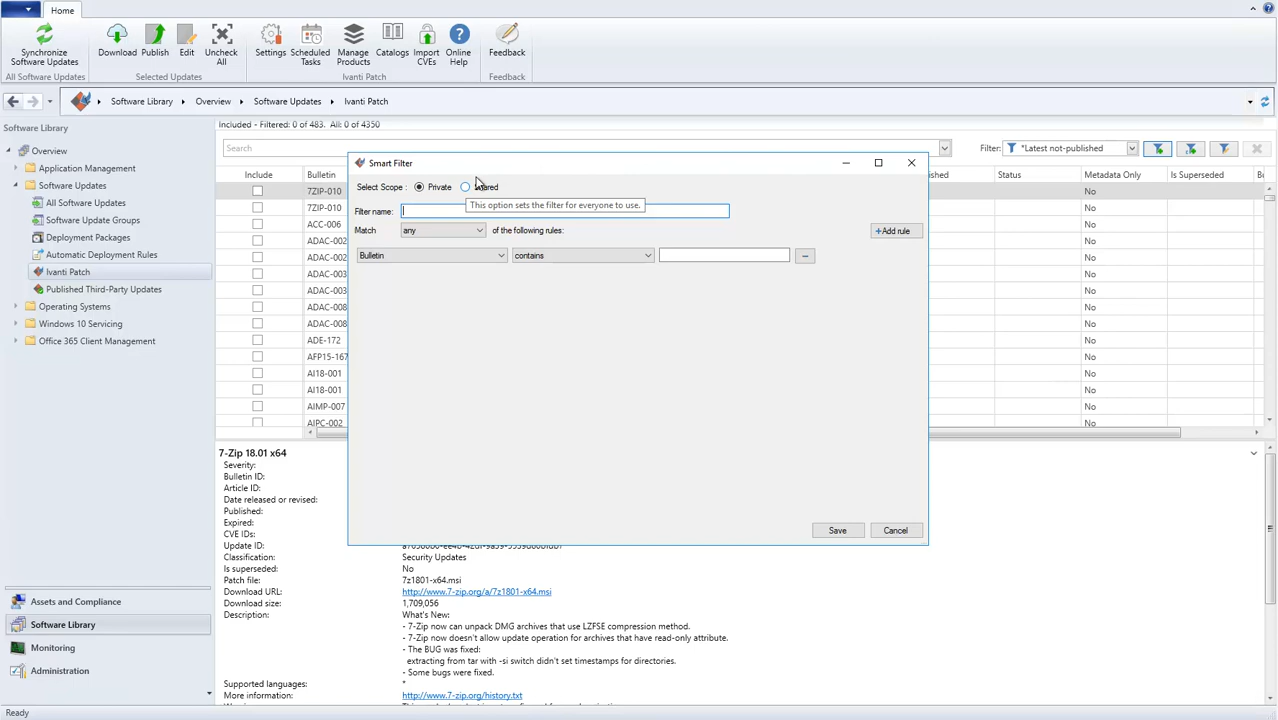 Home
Synchronize
Software Updates
Download
Publish
Edit
Uncheck
All
Settings
Scheduled
Tasks
Manage
Products
Catalogs
Import
CVEs
Online
Help
Feedback
All Software Updates
Selected Updates
Ivanti Patch
Feedback
Software Library
Overview
Software Updates
Ivanti Patch
Software Library
Overview
Application Management
Software Updates
All Software Updates
Software Update Groups
Deployment Packages
Automatic Deployment Rules
Ivanti Patch
Published Third-Party Updates
Operating Systems
Windows 10 Servicing
Office 365 Client Management
Assets and Compliance
Software Library
Monitoring
Administration
Ready
Included - Filtered: 0 of 483. All: 0 of 4350
Search
Filter:
*Latest not-published
Include
Bulletin
Status
Metadata Only
Is Superseded
7ZIP-010
No
7ZIP-010
No
ACC-006
No
ADAC-002
No
ADAC-002
No
ADAC-003
No
ADAC-003
No
ADAC-008
No
ADAC-008
No
ADE-172
No
AFP15-167
No
AI18-001
No
AI18-001
No
AIMP-007
No
AIPC-002
No
Smart Filter
Select Scope :
Private
This option sets the filter for everyone to use.
Filter name:
Match
any
of the following rules:
+Add rule
Bulletin
contains
Save
Cancel
7-Zip 18.01 x64
Severity:
Bulletin ID:
Article ID:
Date released or revised:
Published:
Expired:
CVE IDs:
Update ID:
Classification:
Security Updates
Is superseded:
No
Patch file:
7z1801-x64.msi
Download URL:
http://www.7-zip.org/a/7z1801-x64.msi
Download size:
1,709,056
Description:
What's New:
- 7-Zip now can unpack DMG archives that use LZFSE compression method.
- 7-Zip now doesn't allow update operation for archives that have read-only attribute.
- The BUG was fixed:
extracting from tar with -si switch didn't set timestamps for directories.
- Some bugs were fixed.
Supported languages:
*
More information:
http://www.7-zip.org/history.txt